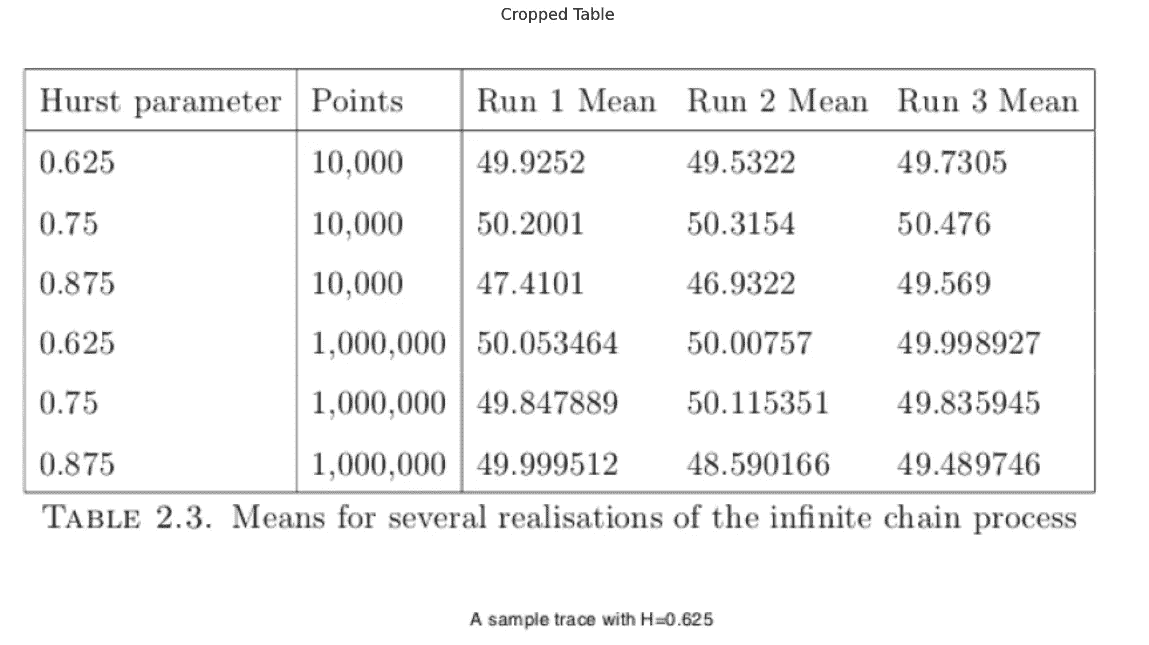 Cropped Table
Hurst parameter Points Run 1 Mean Run 2 Mean Run 3 Mean
0.625 10,000 49.9252 49.5322 49.7305
0.75 10,000 50.2001 50.3154 50.476
0.875 10,000 47.4101 46.9322 49.569
0.625 1,000,000 50.053464 50.00757 49.998927
0.75 1,000,000 49.847889 50.115351 49.835945
0.875 1,000,000 49.999512 48.590166 49.489746
TABLE 2.3. Means for several realisations of the infinite chain process
A sample trace with H=0.625